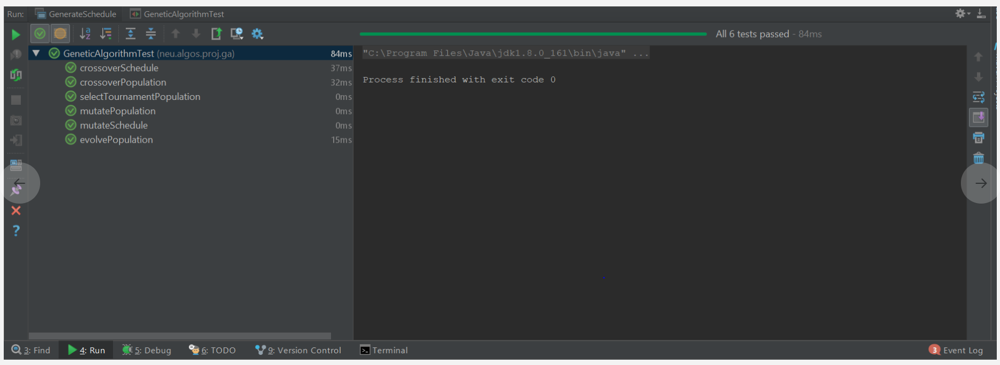 Run: GenerateSchedule GeneticAlgorithmTest
All 6 tests passed - 84ms
GeneticAlgorithmTest (neu.algos.proj.ga) 84ms
crossoverSchedule 37ms
crossoverPopulation 32ms
selectTournamentPopulation 0ms
mutatePopulation 0ms
mutateSchedule 0ms
evolvePopulation 15ms
"C:\Program Files\Java\jdk1.8.0_161\bin\java" ...
Process finished with exit code 0
3: Find 4: Run 5: Debug 6: TODO 9: Version Control Terminal 3 Event Log